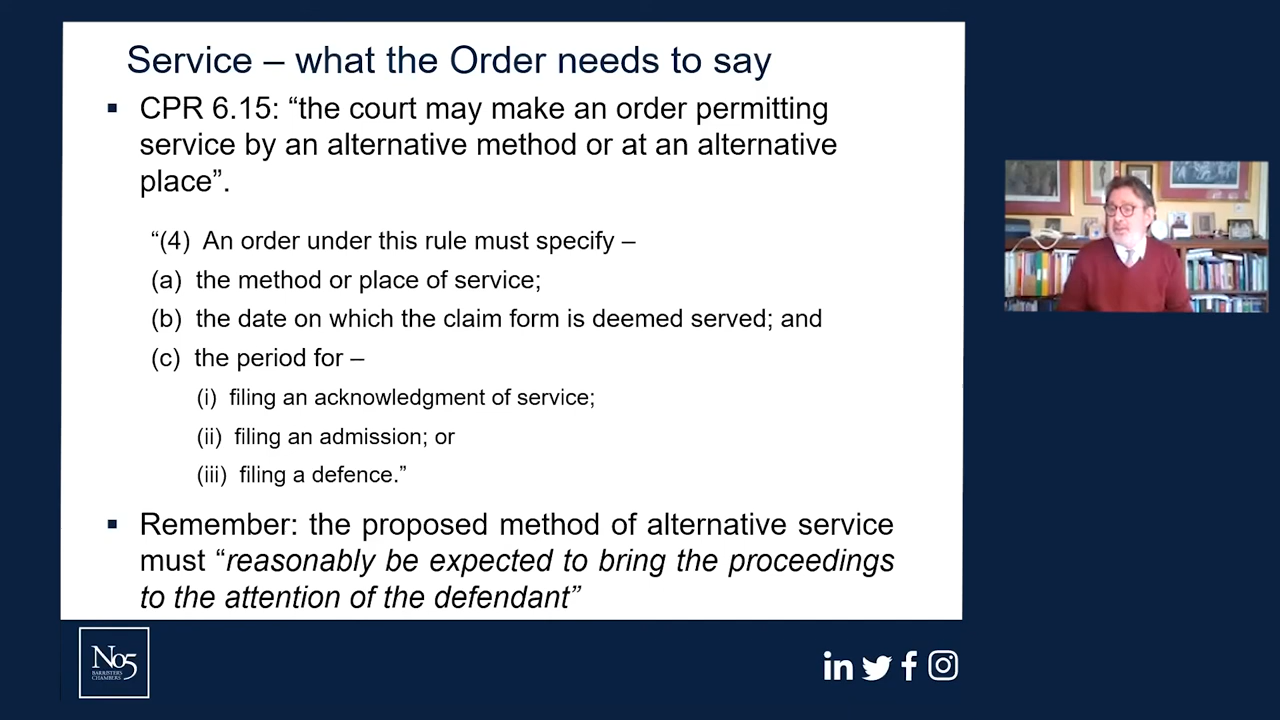 Service – what the Order needs to say
▪ CPR 6.15: “the court may make an order permitting
service by an alternative method or at an alternative
place”.
“(4) An order under this rule must specify –
(a) the method or place of service;
(b) the date on which the claim form is deemed served; and
(c) the period for –
(i) filing an acknowledgment of service;
(ii) filing an admission; or
(iii) filing a defence.”
▪ Remember: the proposed method of alternative service
must “reasonably be expected to bring the proceedings
to the attention of the defendant”
No5
BARRISTERS
CHAMBERS
in